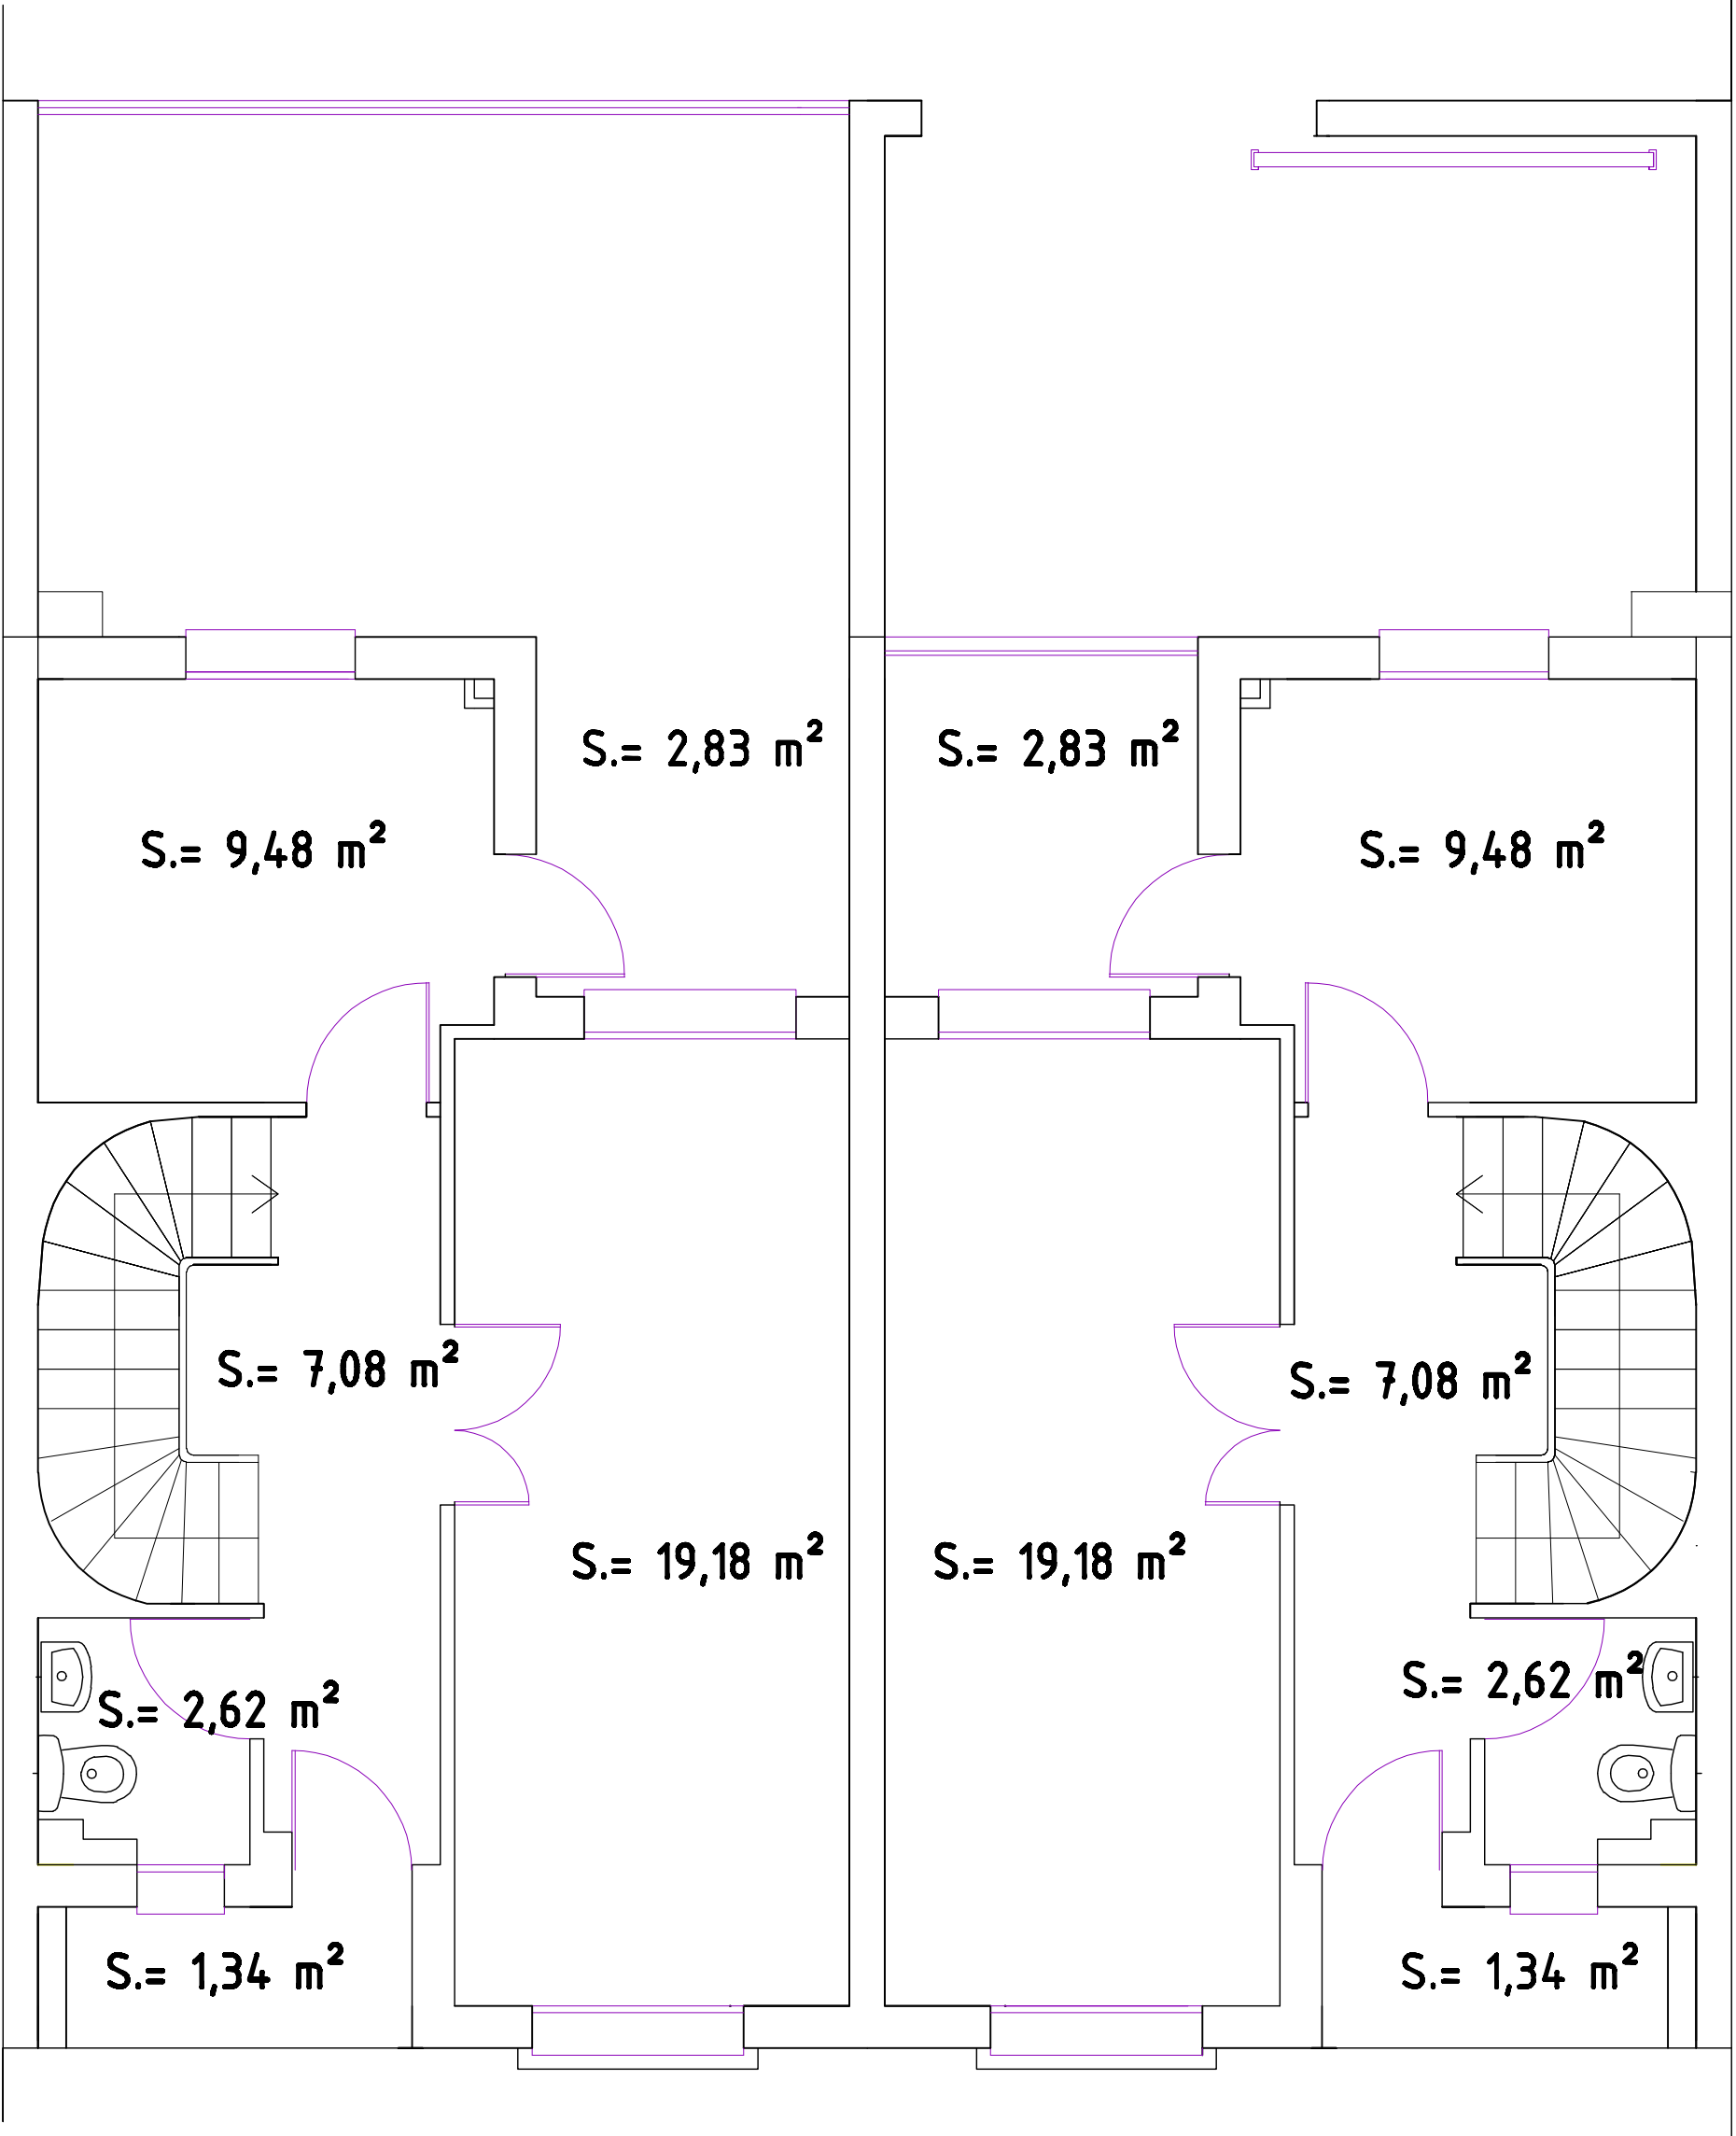 S.= 2,83 m²
S.= 2,83 m²
S.= 9,48 m²
S.= 9,48 m²
S.= 7,08 m²
S.= 7,08 m²
S.= 19,18 m²
S.= 19,18 m²
S.= 2,62 m²
S.= 2,62 m²
S.= 1,34 m²
S.= 1,34 m²